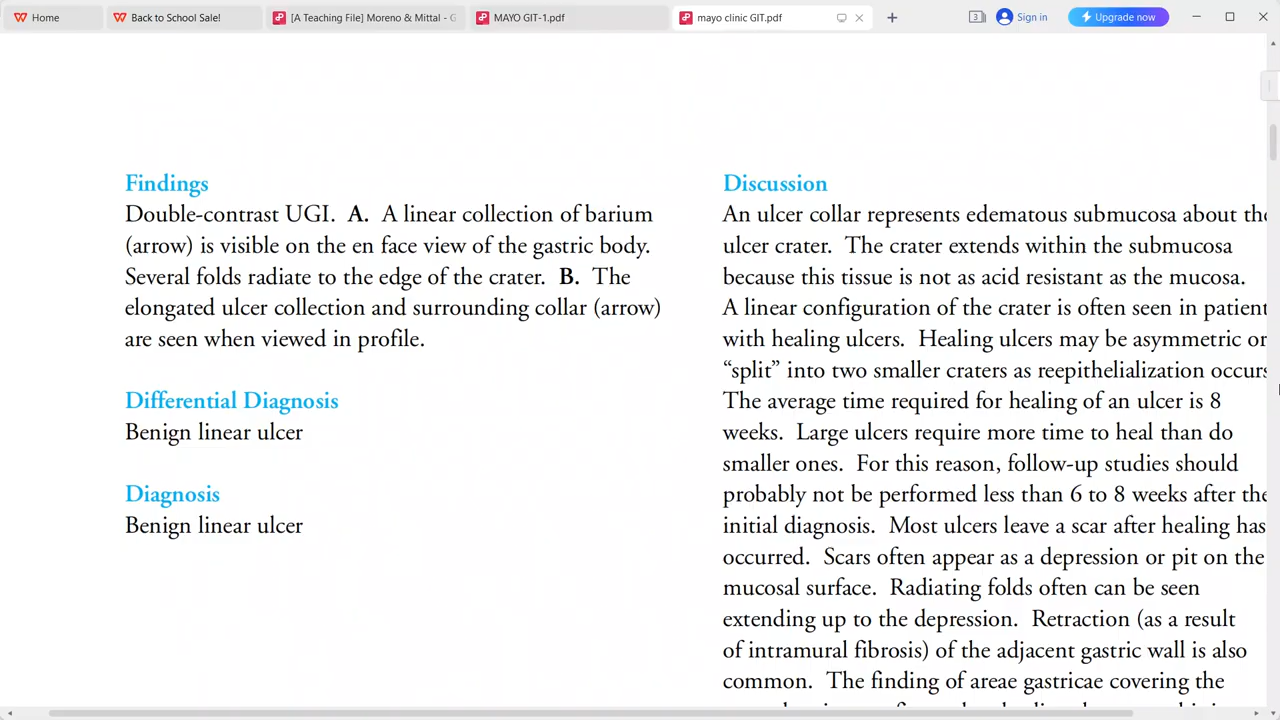 Home
Back to School Sale!
[A Teaching File] Moreno & Mittal - G
MAYO GIT-1.pdf
mayo clinic GIT.pdf
3
Sign in
Upgrade now
Findings
Double-contrast UGI. A. A linear collection of barium
(arrow) is visible on the en face view of the gastric body.
Several folds radiate to the edge of the crater. B. The
elongated ulcer collection and surrounding collar (arrow)
are seen when viewed in profile.
Differential Diagnosis
Benign linear ulcer
Diagnosis
Benign linear ulcer
Discussion
An ulcer collar represents edematous submucosa about the
ulcer crater. The crater extends within the submucosa
because this tissue is not as acid resistant as the mucosa.
A linear configuration of the crater is often seen in patient
with healing ulcers. Healing ulcers may be asymmetric or
“split” into two smaller craters as reepithelialization occurs
The average time required for healing of an ulcer is 8
weeks. Large ulcers require more time to heal than do
smaller ones. For this reason, follow-up studies should
probably not be performed less than 6 to 8 weeks after the
initial diagnosis. Most ulcers leave a scar after healing has
occurred. Scars often appear as a depression or pit on the
mucosal surface. Radiating folds often can be seen
extending up to the depression. Retraction (as a result
of intramural fibrosis) of the adjacent gastric wall is also
common. The finding of areae gastricae covering the